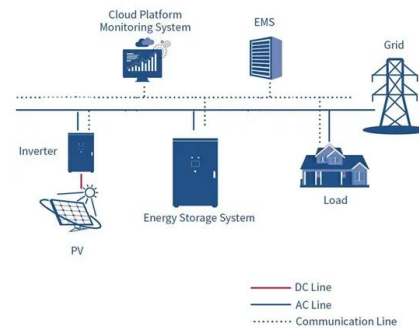 Cloud Platform
Monitoring System
EMS
Grid
Inverter
Load
Energy Storage System
PV
DC Line
AC Line
Communication Line